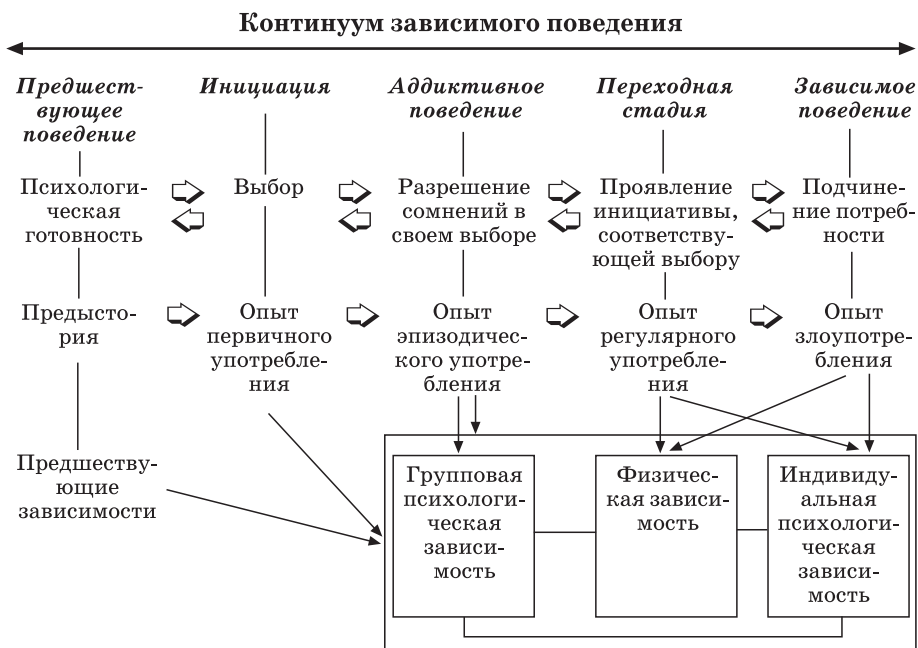 Континуум зависимого поведения
Предшест-
вующее
поведение
Инициация
Аддиктивное
поведение
Переходная
стадия
Зависимое
поведение
Психологи-
ческая
готовность
Выбор
Разрешение
сомнений в
своем выборе
Проявление
инициативы,
соответству-
ющей выбору
Подчине-
ние потреб-
ности
Предысто-
рия
Опыт
первичного
употребле-
ния
Опыт
эпизодичес-
кого употре-
бления
Опыт
регулярного
употребле-
ния
Опыт
злоупотре-
бления
Предшеству-
ющие
зависимости
Групповая
психологи-
ческая
зависи-
мость
Физичес-
кая зависи-
мость
Индивиду-
альная
психологи-
ческая
зависи-
мость